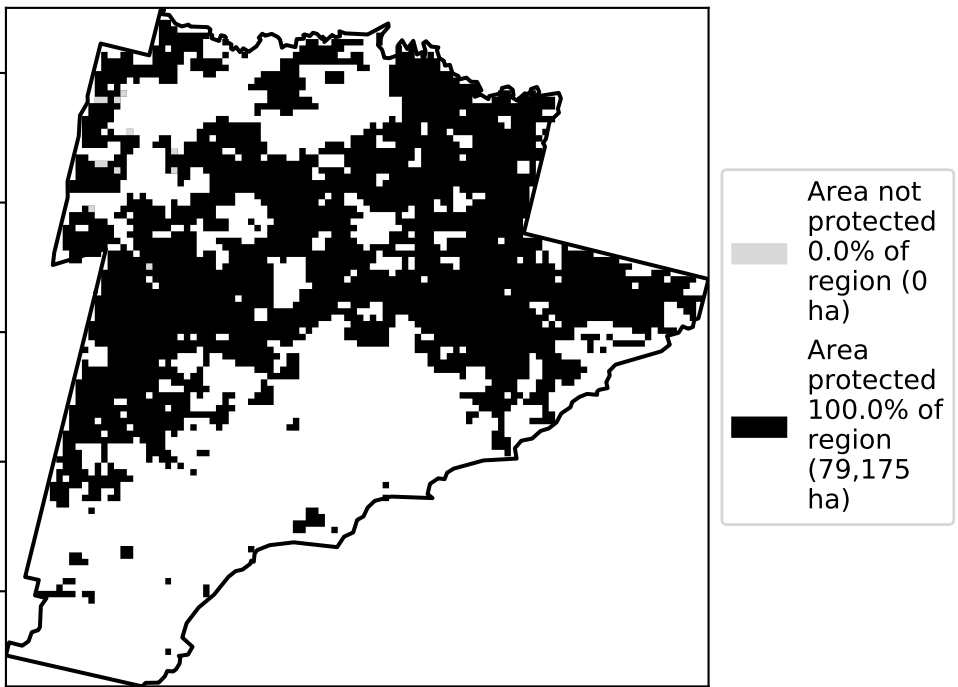 Area not
protected
0.0% of
region (0
ha)
Area
protected
100.0% of
region
(79,175
ha)